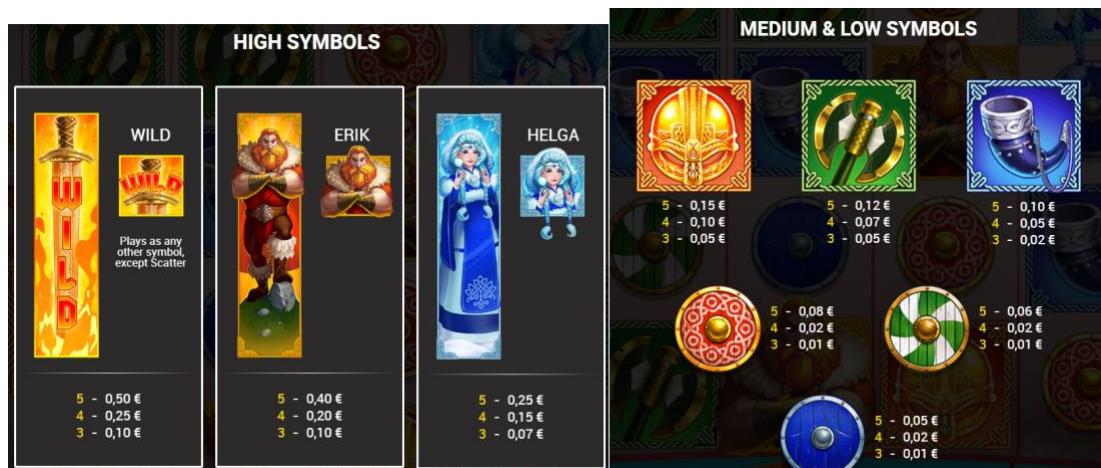 HIGH SYMBOLS
WILD
WILD
WILD
Plays as any
other symbol,
except Scatter
5 - 0,50 €
4 - 0,25 €
3 - 0,10 €
ERIK
5 - 0,40 €
4 - 0,20 €
3 - 0,10 €
HELGA
5 - 0,25 €
4 - 0,15 €
3 - 0,07 €
MEDIUM & LOW SYMBOLS
5 - 0,15 €
4 - 0,10 €
3 - 0,05 €
5 - 0,12 €
4 - 0,07 €
3 - 0,05 €
5 - 0,10 €
4 - 0,05 €
3 - 0,02 €
5 - 0,08 €
4 - 0,02 €
3 - 0,01 €
5 - 0,06 €
4 - 0,02 €
3 - 0,01 €
5 - 0,05 €
4 - 0,02 €
3 - 0,01 €